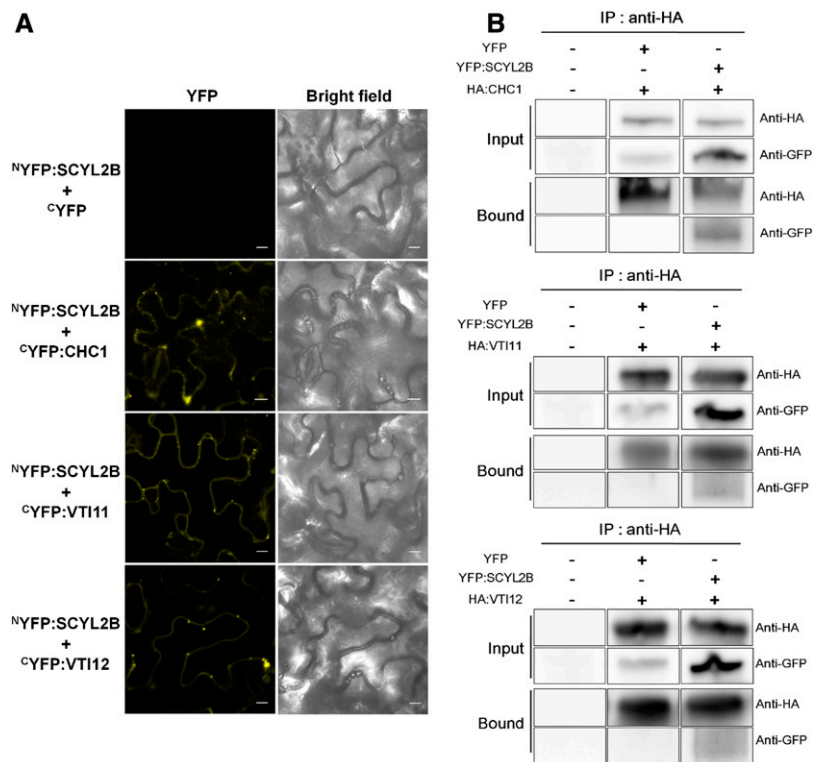 A
YFP
Bright field
NYFP:SCYL2B
+
CYFP
NYFP:SCYL2B
+
CYFP:CHC1
NYFP:SCYL2B
+
CYFP:VTI11
NYFP:SCYL2B
+
CYFP:VTI12
B
IP : anti-HA
YFP - + -
YFP:SCYL2B - - +
HA:CHC1 - + +
Input
Anti-HA
Anti-GFP
Bound
Anti-HA
Anti-GFP
IP : anti-HA
YFP - + -
YFP:SCYL2B - - +
HA:VTI11 - + +
Input
Anti-HA
Anti-GFP
Bound
Anti-HA
Anti-GFP
IP : anti-HA
YFP - + -
YFP:SCYL2B - - +
HA:VTI12 - + +
Input
Anti-HA
Anti-GFP
Bound
Anti-HA
Anti-GFP